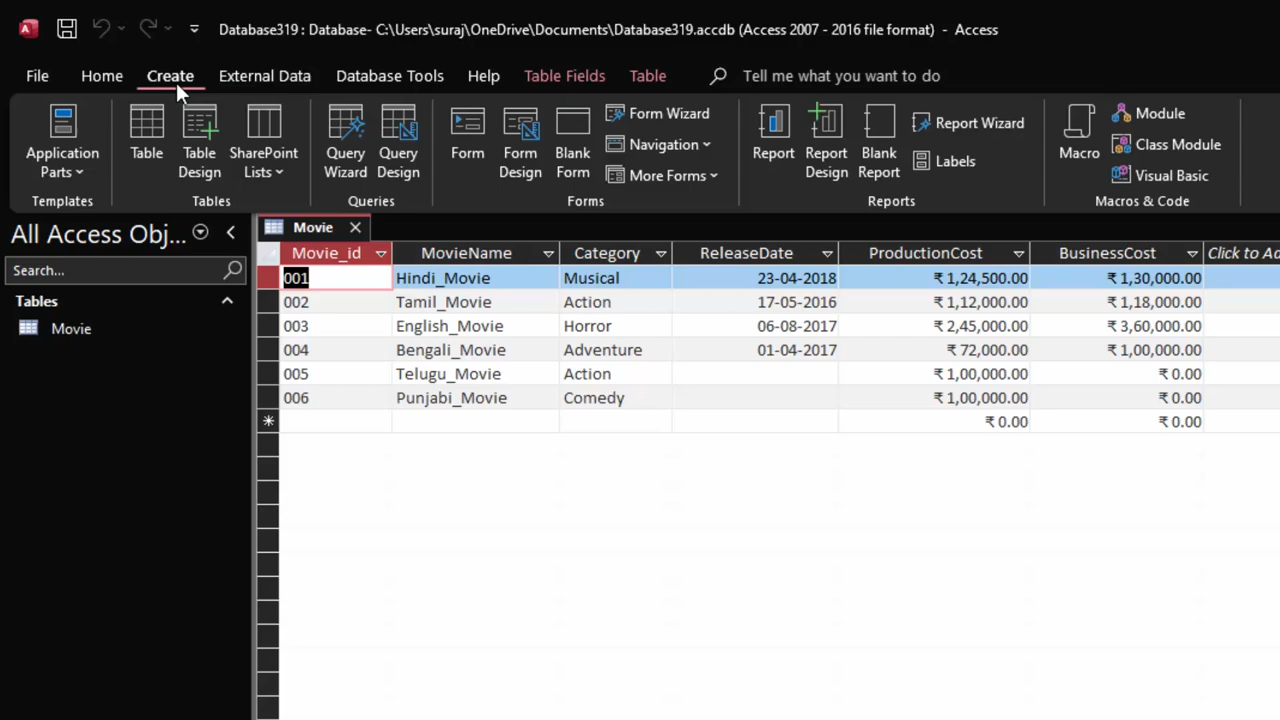 Database319 : Database- C:\Users\suraj\OneDrive\Documents\Database319.accdb (Access 2007 - 2016 file format) - Access
File Home Create External Data Database Tools Help Table Fields Table Tell me what you want to do
Application Parts
Table
Table Design
SharePoint Lists
Query Wizard
Query Design
Form
Form Design
Blank Form
Form Wizard
Navigation
More Forms
Report
Report Design
Blank Report
Report Wizard
Labels
Macro
Module
Class Module
Visual Basic
Templates Tables Queries Forms Reports Macros & Code
All Access Obj...
Search...
Tables
Movie
Movie
Movie_id MovieName Category ReleaseDate ProductionCost BusinessCost Click to
001 Hindi_Movie Musical 23-04-2018 ₹ 1,24,500.00 ₹ 1,30,000.00
002 Tamil_Movie Action 17-05-2016 ₹ 1,12,000.00 ₹ 1,18,000.00
003 English_Movie Horror 06-08-2017 ₹ 2,45,000.00 ₹ 3,60,000.00
004 Bengali_Movie Adventure 01-04-2017 ₹ 72,000.00 ₹ 1,00,000.00
005 Telugu_Movie Action ₹ 1,00,000.00 ₹ 0.00
006 Punjabi_Movie Comedy ₹ 1,00,000.00 ₹ 0.00
₹ 0.00 ₹ 0.00